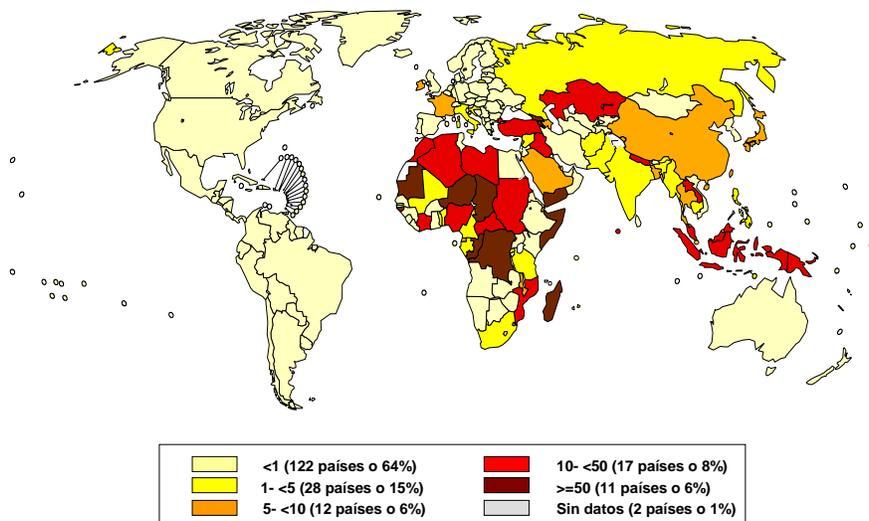 <1 (122 países o 64%)
1- <5 (28 países o 15%)
5- <10 (12 países o 6%)
10- <50 (17 países o 8%)
>=50 (11 países o 6%)
Sin datos (2 países o 1%)